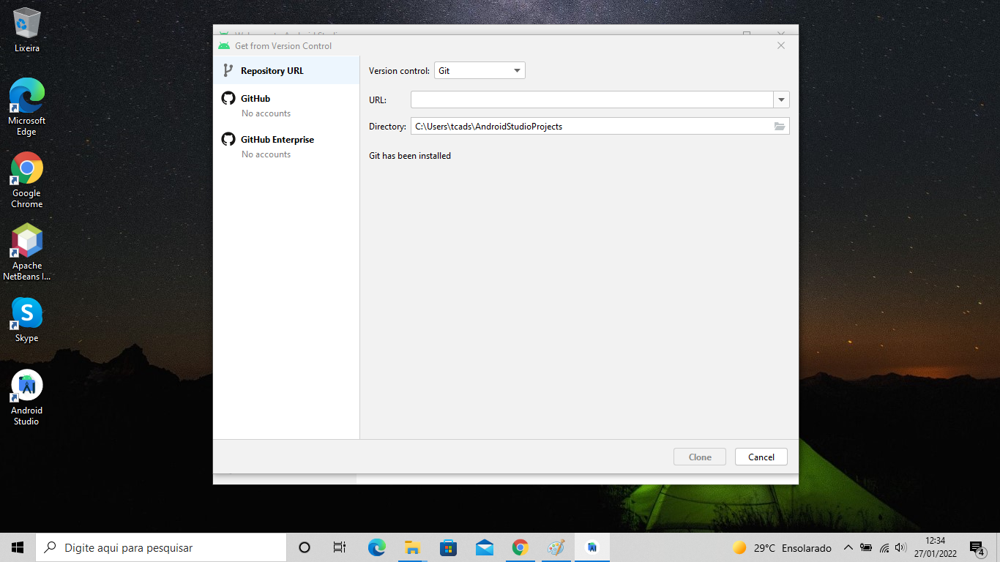 Lixeira
Microsoft
Edge
Google
Chrome
Apache
NetBeans I...
Skype
Android
Studio
Get from Version Control
Repository URL
GitHub
No accounts
GitHub Enterprise
No accounts
Version control: Git
URL:
Directory: C:\Users\tcads\AndroidStudioProjects
Git has been installed
Clone
Cancel
Digite aqui para pesquisar
29°C Ensolarado
12:34
27/01/2022
4